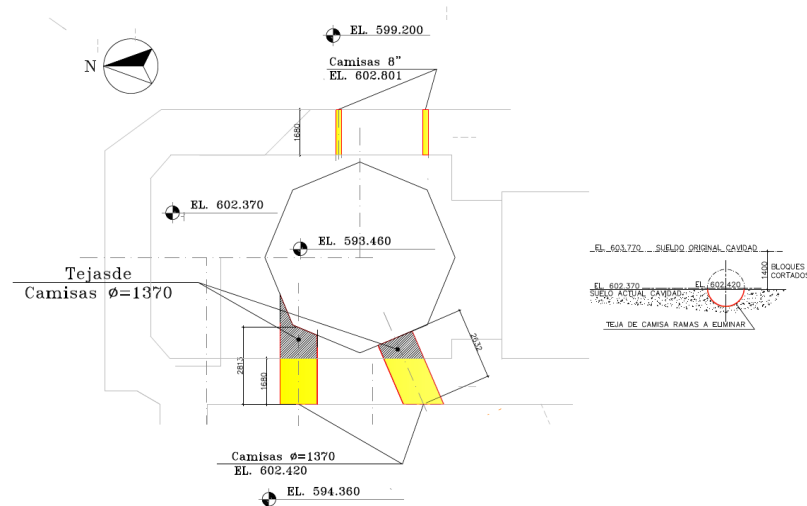 EL. 599.200
Camisas 8"
EL. 602.801
N
1680
EL. 602.370
EL. 593.460
Tejasde
Camisas Ø=1370
2813
1680
2532
Camisas Ø=1370
EL. 602.420
EL. 594.360
EL. 603.770 SUELDO ORIGINAL CAVIDAD
1400
BLOQUES
CORTADOS
EL. 602.370
EL. 602.420
SUELO ACTUAL CAVIDAD
TEJA DE CAMISA RAMAS A ELIMINAR